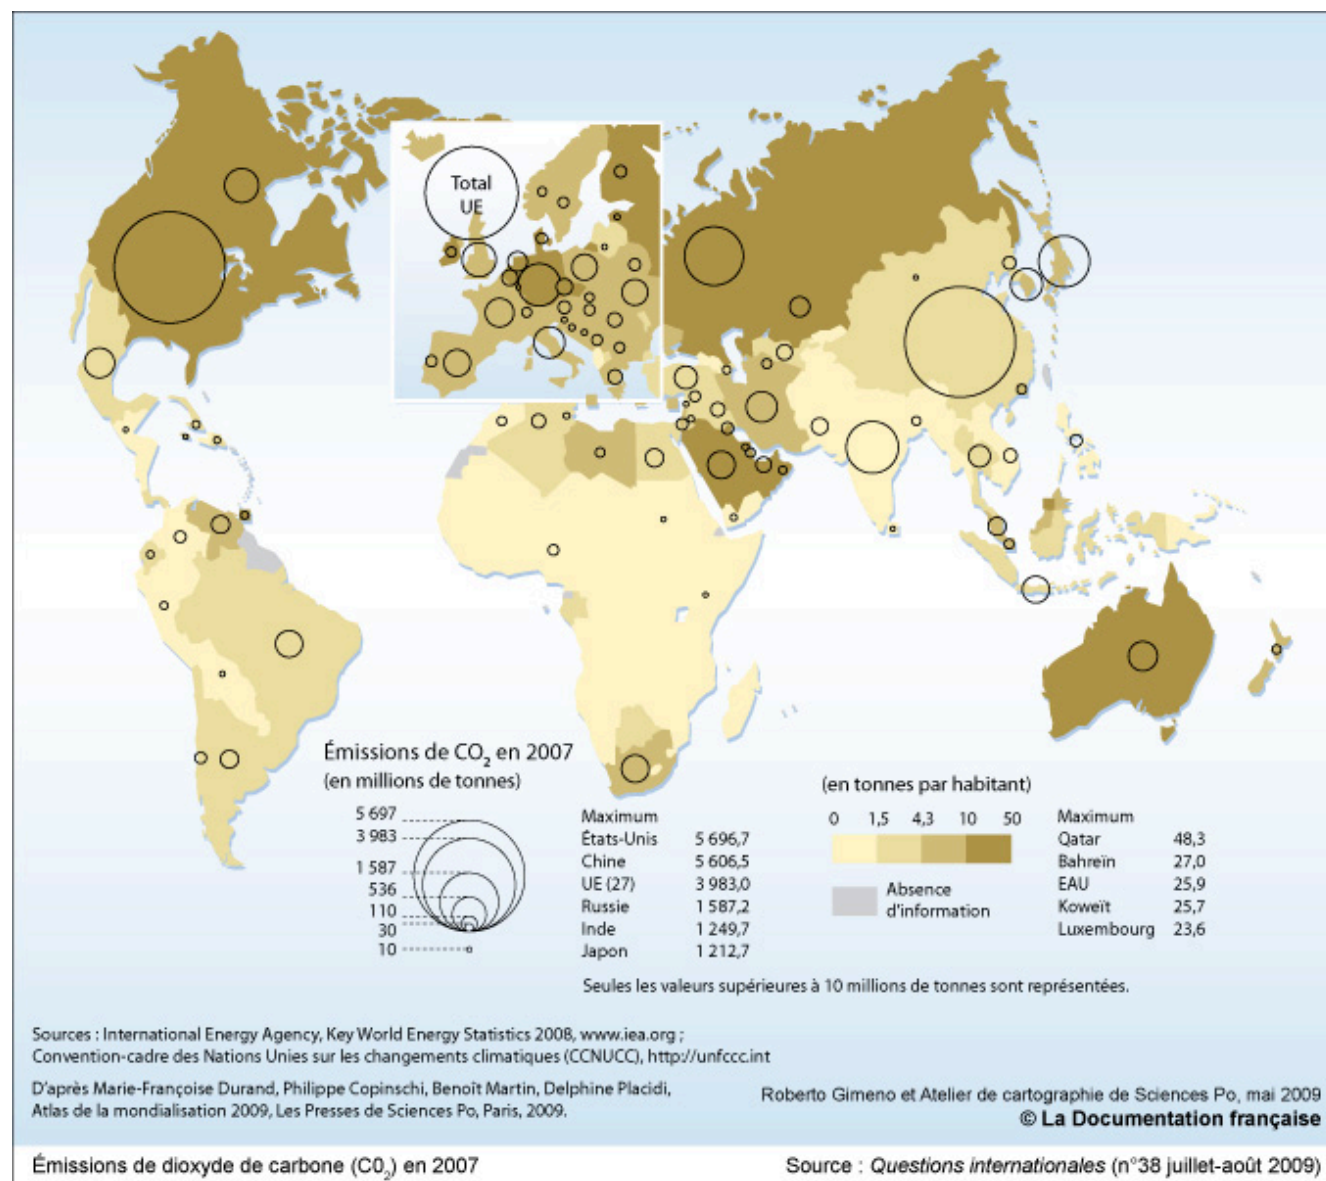 Total
UE
Émissions de CO₂ en 2007
(en millions de tonnes)
5 697
3 983
1 587
536
110
30
10
Maximum
États-Unis 5 696,7
Chine 5 606,5
UE (27) 3 983,0
Russie 1 587,2
Inde 1 249,7
Japon 1 212,7
(en tonnes par habitant)
0 1,5 4,3 10 50
Absence
d'information
Maximum
Qatar 48,3
Bahreïn 27,0
EAU 25,9
Koweït 25,7
Luxembourg 23,6
Seules les valeurs supérieures à 10 millions de tonnes sont représentées.
Sources : International Energy Agency, Key World Energy Statistics 2008, www.iea.org ;
Convention-cadre des Nations Unies sur les changements climatiques (CCNUCC), http://unfccc.int
D'après Marie-Françoise Durand, Philippe Copinschi, Benoît Martin, Delphine Placidi,
Atlas de la mondialisation 2009, Les Presses de Sciences Po, Paris, 2009.
Roberto Gimeno et Atelier de cartographie de Sciences Po, mai 2009
© La Documentation française
Émissions de dioxyde de carbone (C0₂) en 2007
Source : Questions internationales (n°38 juillet-août 2009)